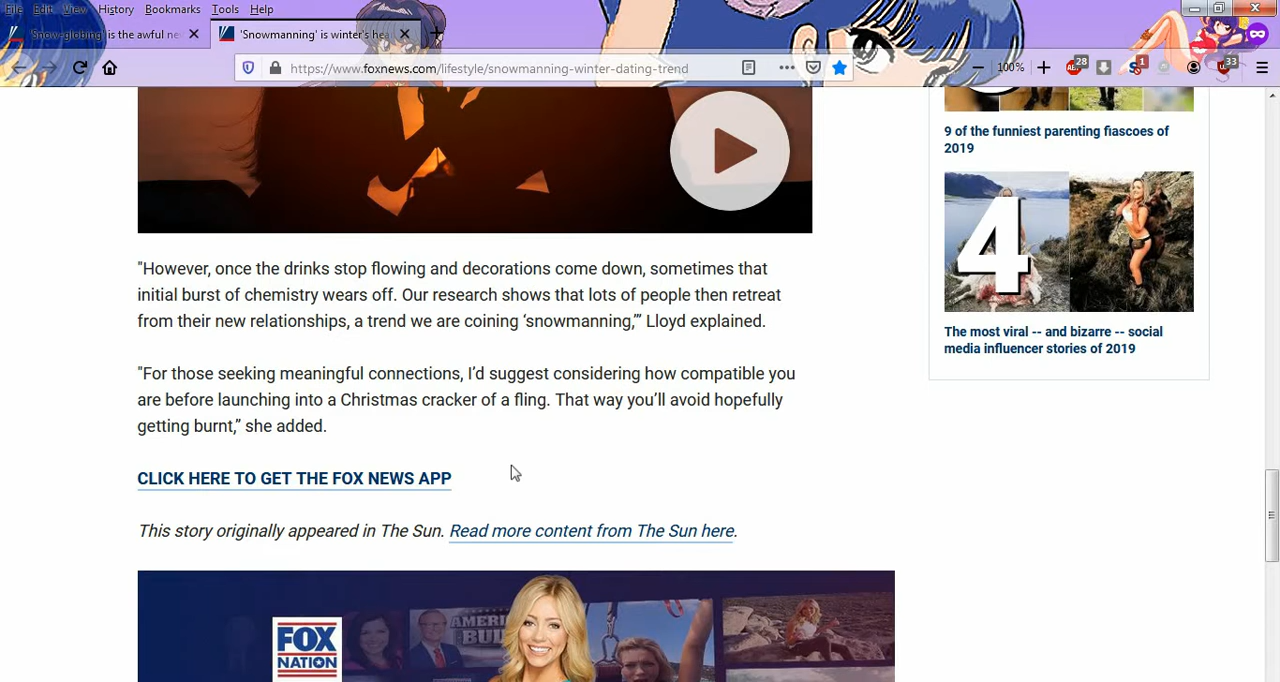 File Edit View History Bookmarks Tools Help
'Snow-globing' is the awful ne
'Snowmanning' is winter's he
https://www.foxnews.com/lifestyle/snowmanning-winter-dating-trend
100%
28
1
33
9 of the funniest parenting fiascoes of
2019
4
The most viral -- and bizarre -- social
media influencer stories of 2019
"However, once the drinks stop flowing and decorations come down, sometimes that
initial burst of chemistry wears off. Our research shows that lots of people then retreat
from their new relationships, a trend we are coining ‘snowmanning,’” Lloyd explained.
"For those seeking meaningful connections, I’d suggest considering how compatible you
are before launching into a Christmas cracker of a fling. That way you’ll avoid hopefully
getting burnt,” she added.
CLICK HERE TO GET THE FOX NEWS APP
This story originally appeared in The Sun. Read more content from The Sun here.
FOX
NATION